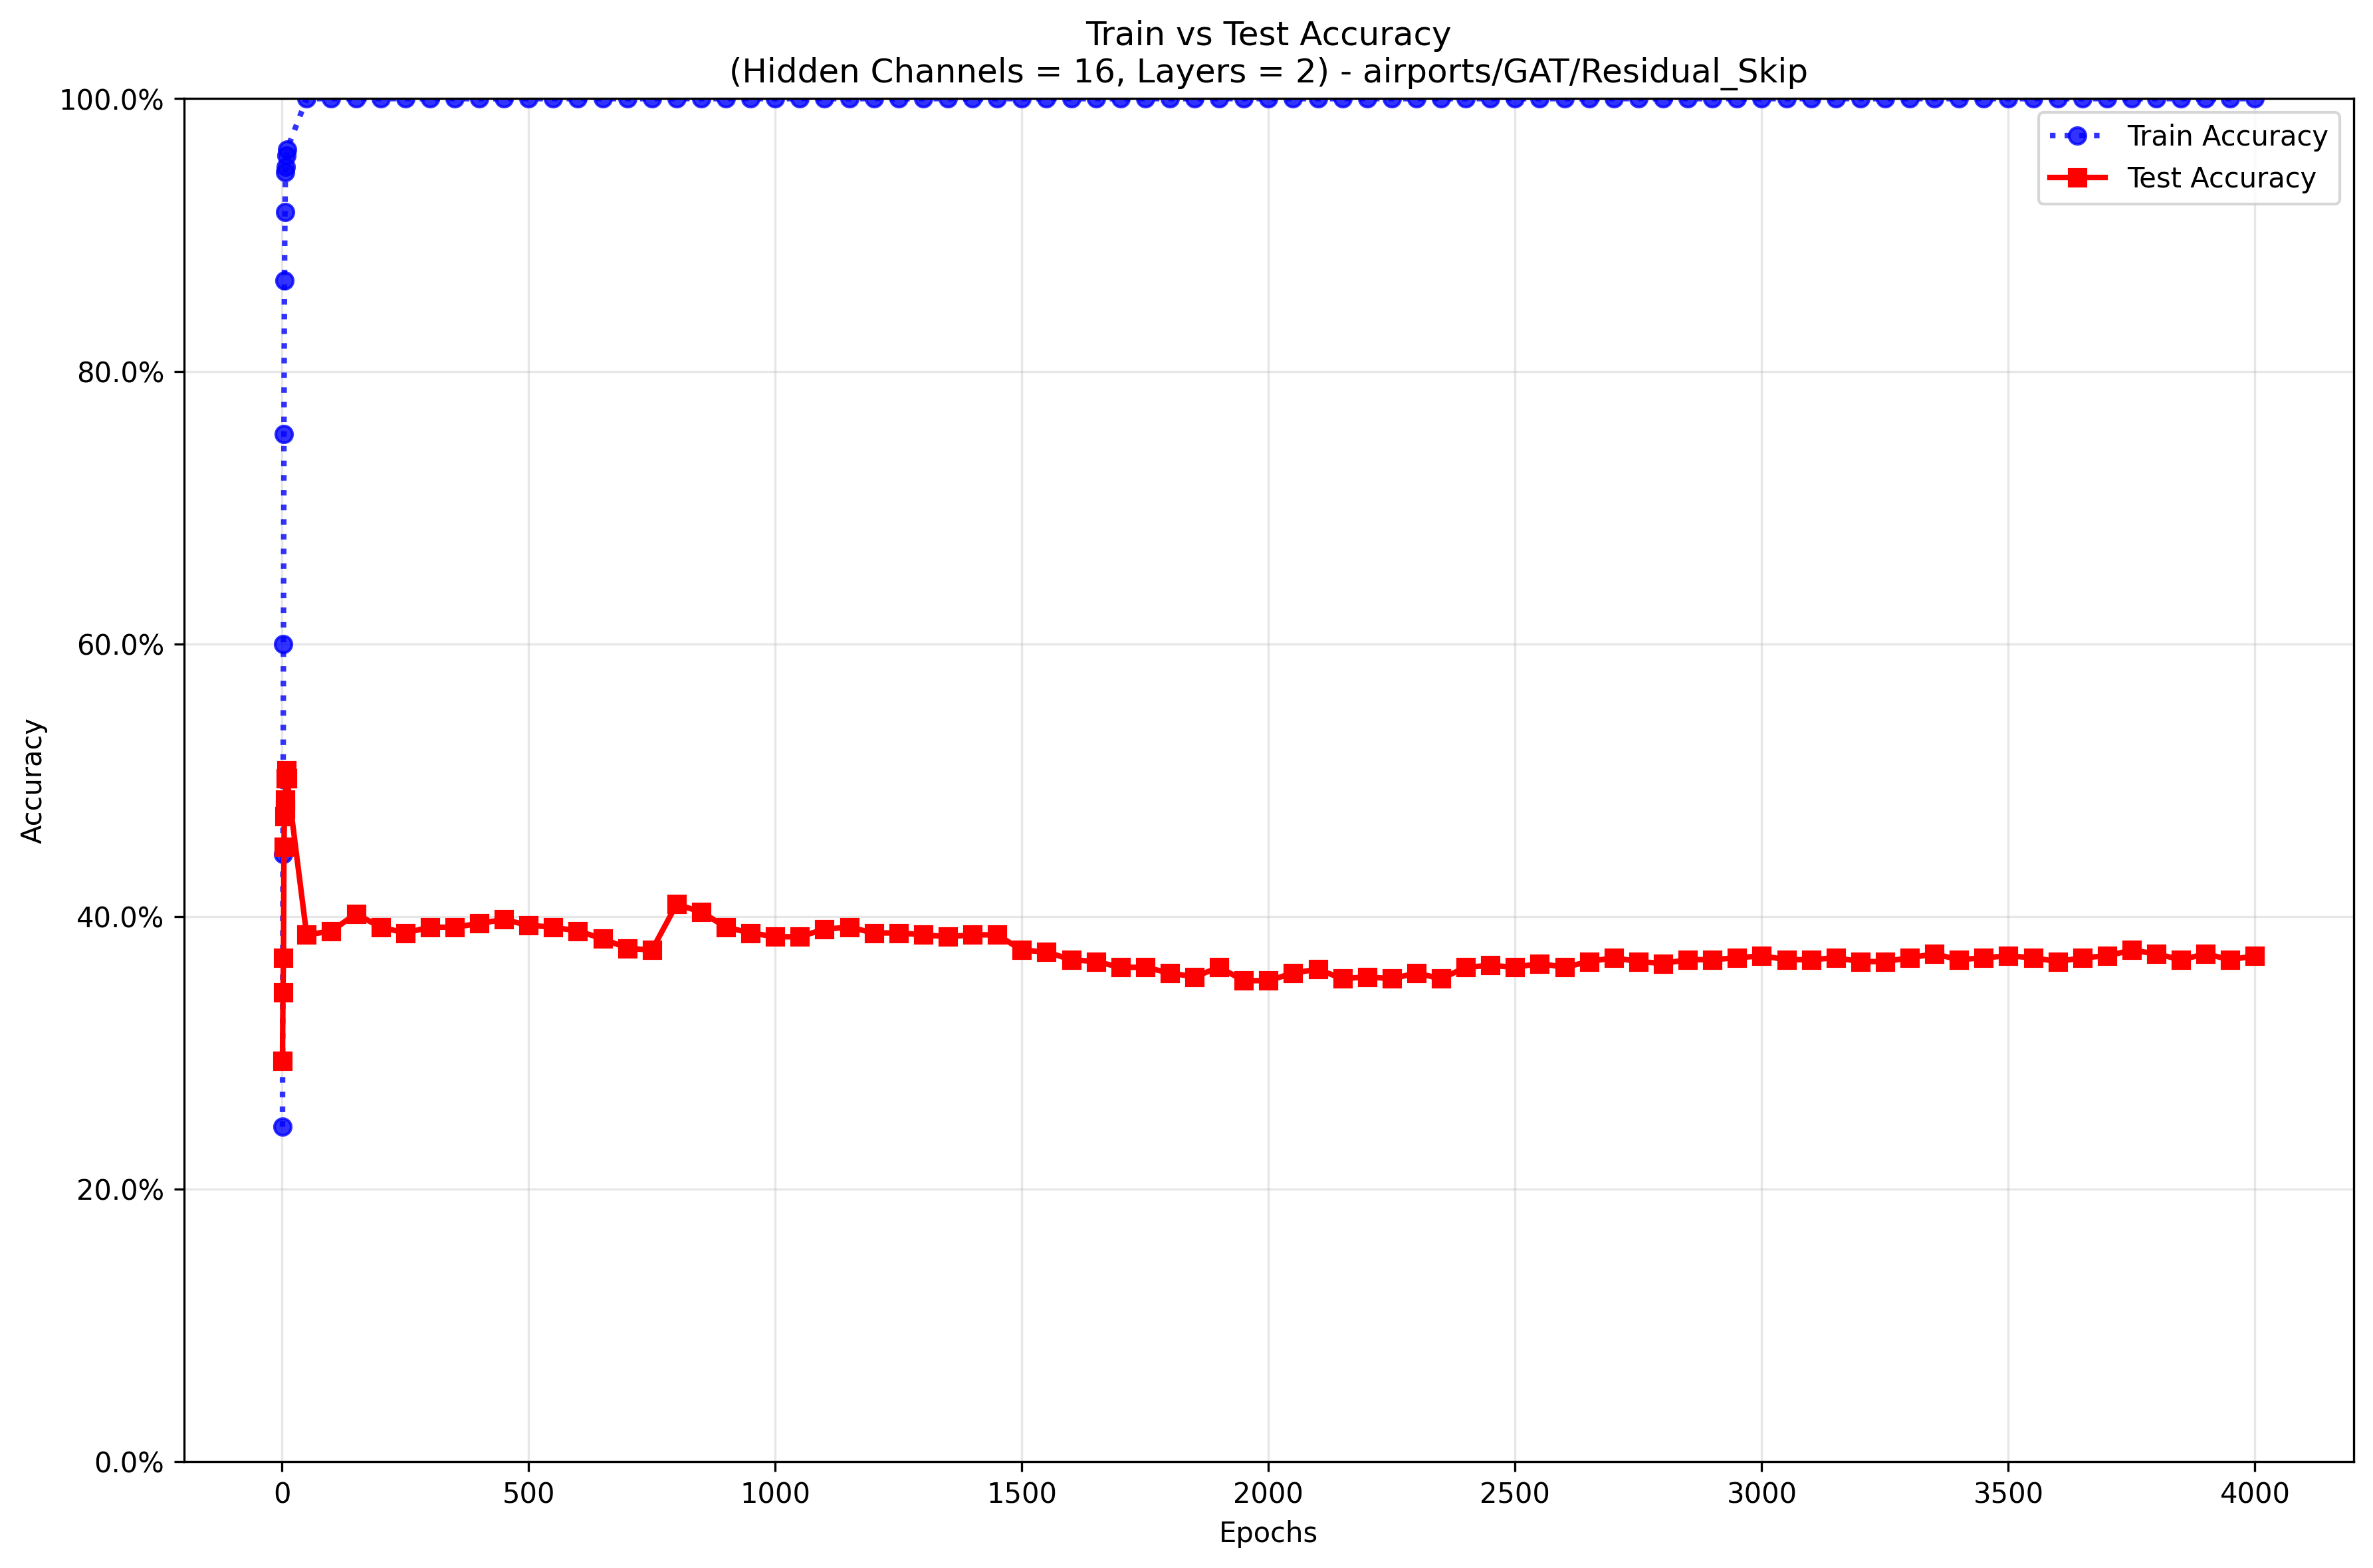 Train vs Test Accuracy
(Hidden Channels = 16, Layers = 2) - airports/GAT/Residual_Skip
100.0%
80.0%
60.0%
40.0%
20.0%
0.0%
Accuracy
Train Accuracy
Test Accuracy
0
500
1000
1500
2000
2500
3000
3500
4000
Epochs